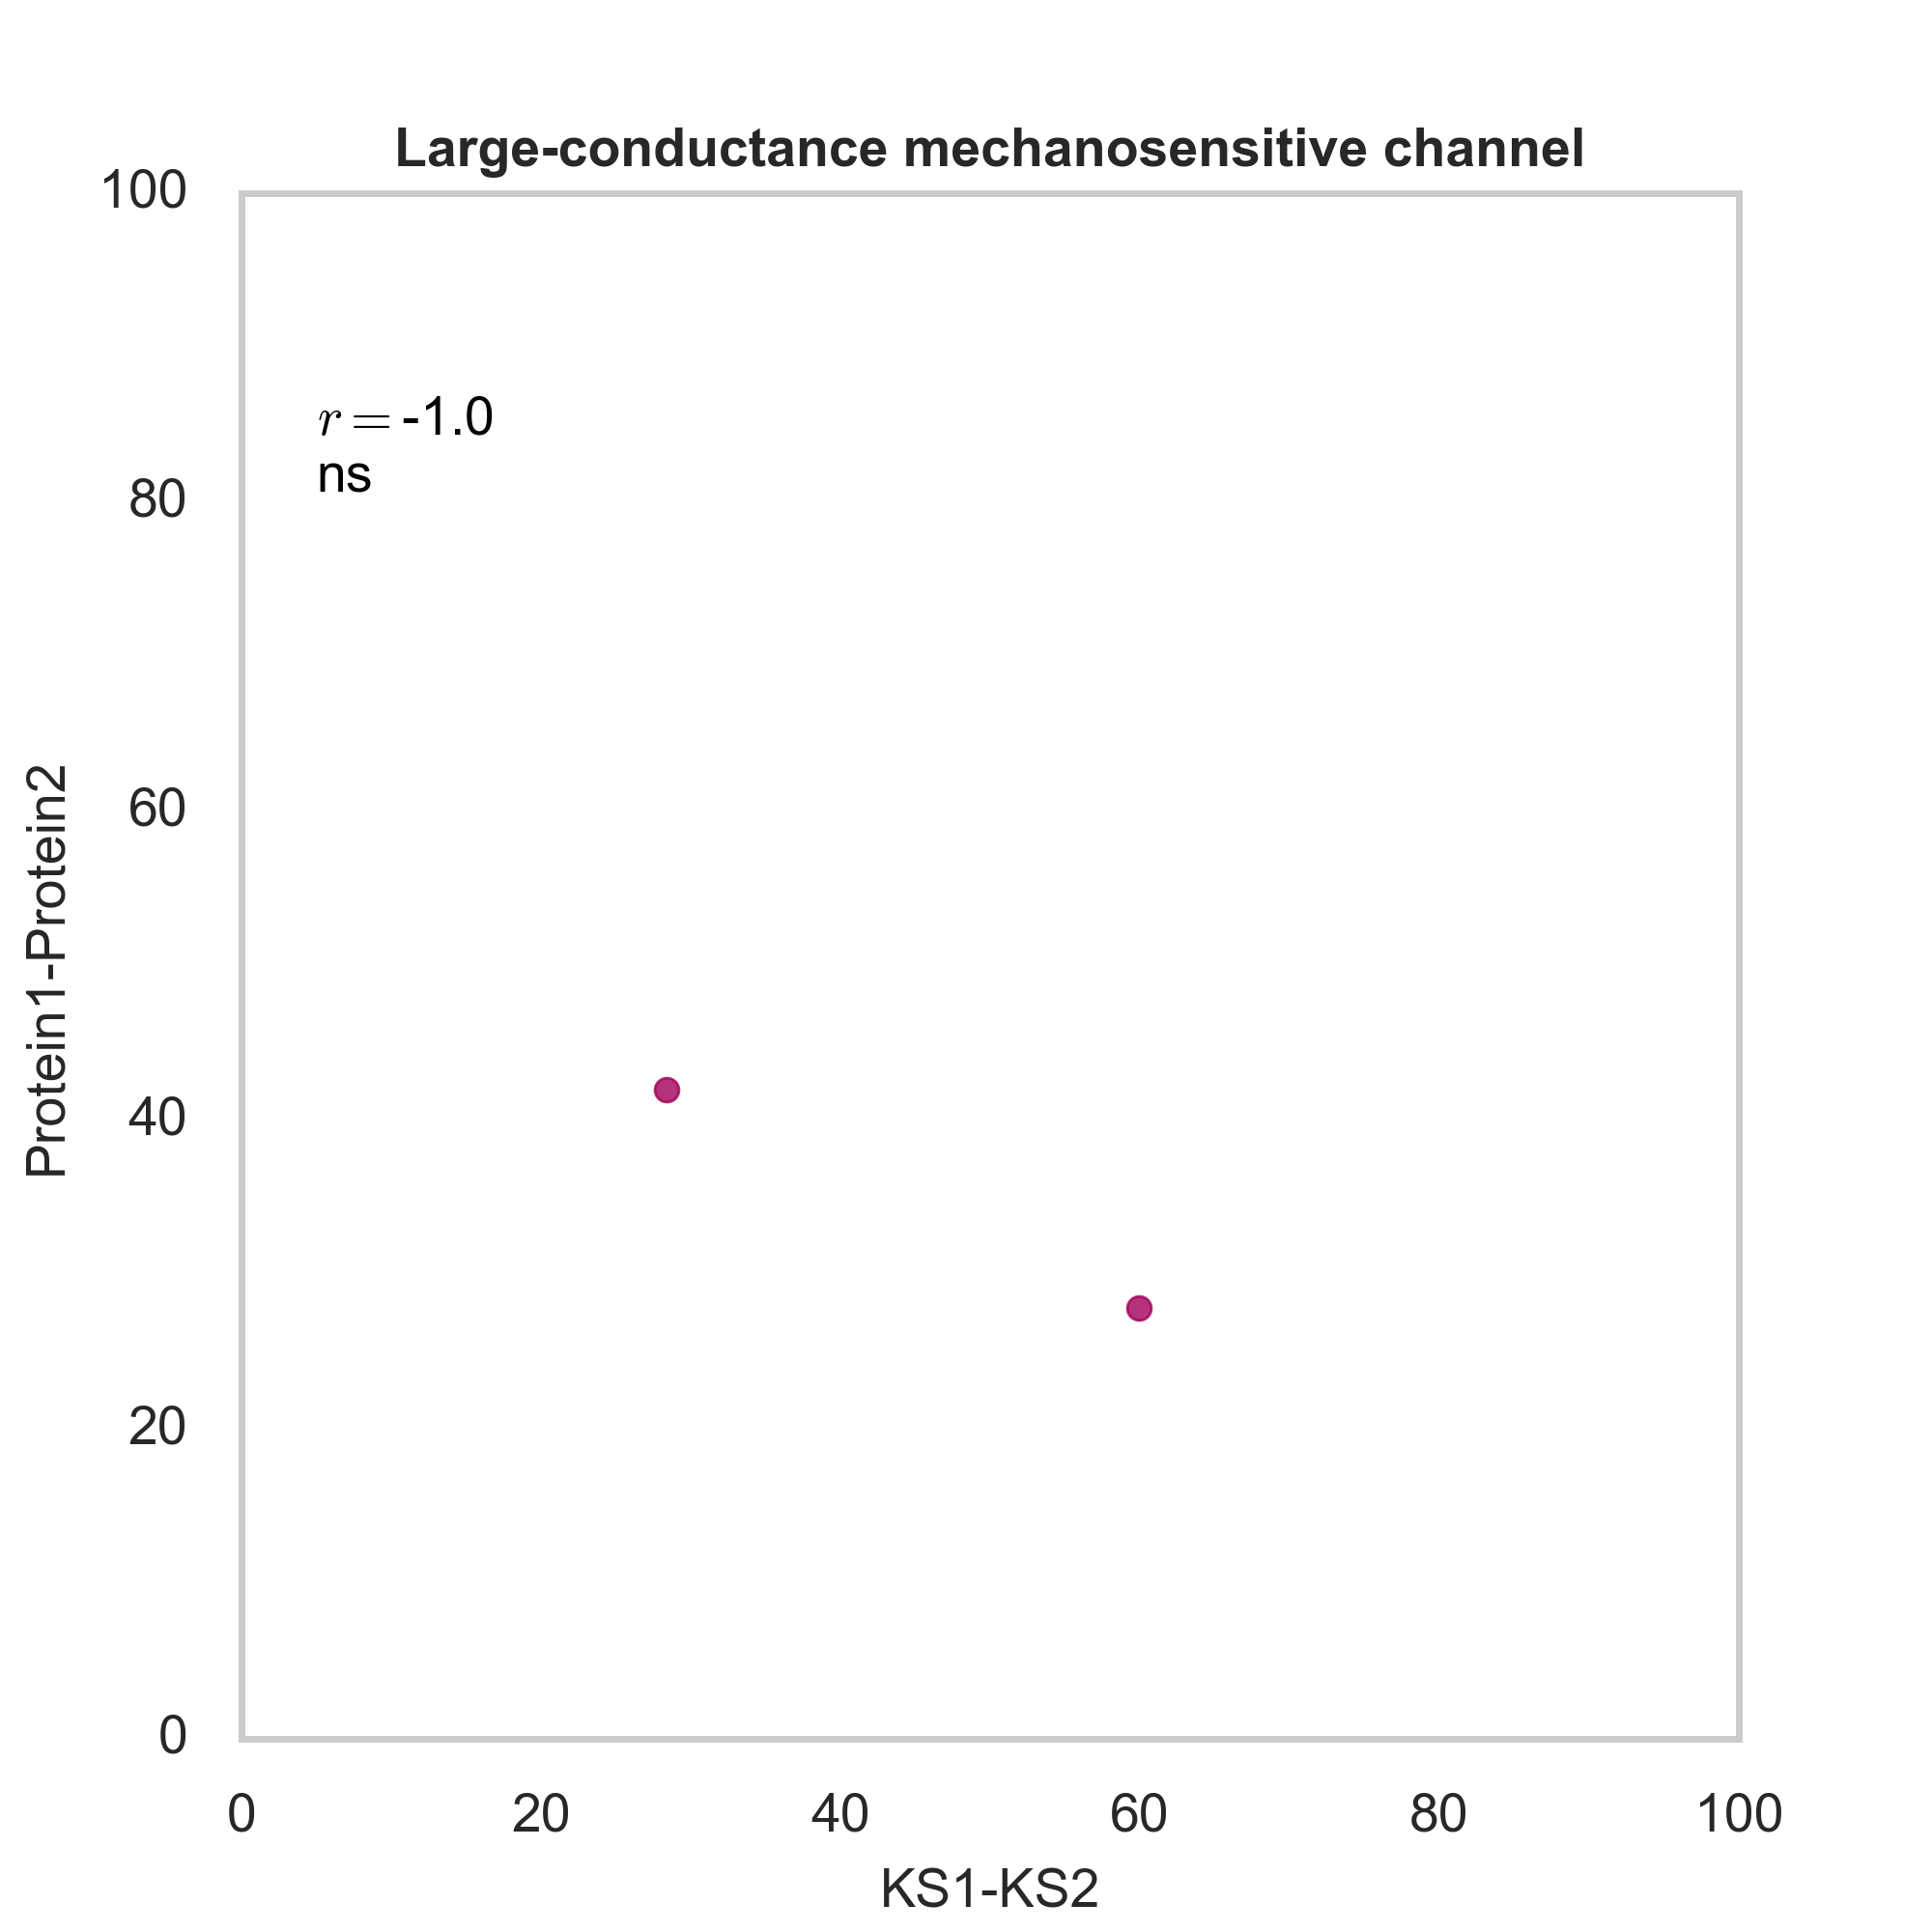 Large-conductance mechanosensitive channel
100
80
60
40
20
0
r = -1.0
ns
Protein1-Protein2
0 20 40 60 80 100
KS1-KS2